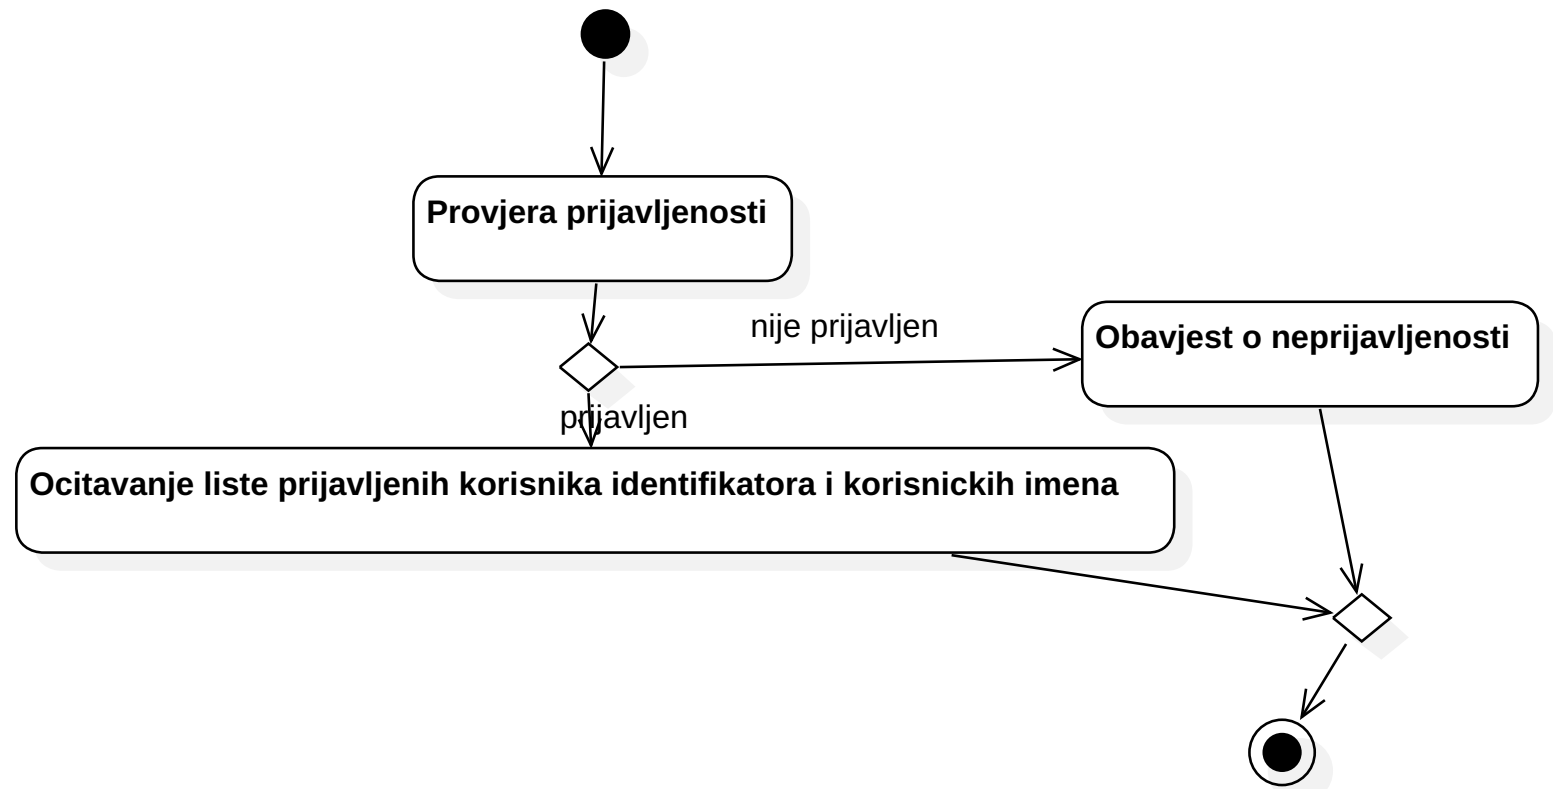 Provjera prijavljenosti
nije prijavljen
Obavjest o neprijavljenosti
prijavljen
Ocitavanje liste prijavljenih korisnika identifikatora i korisnickih imena